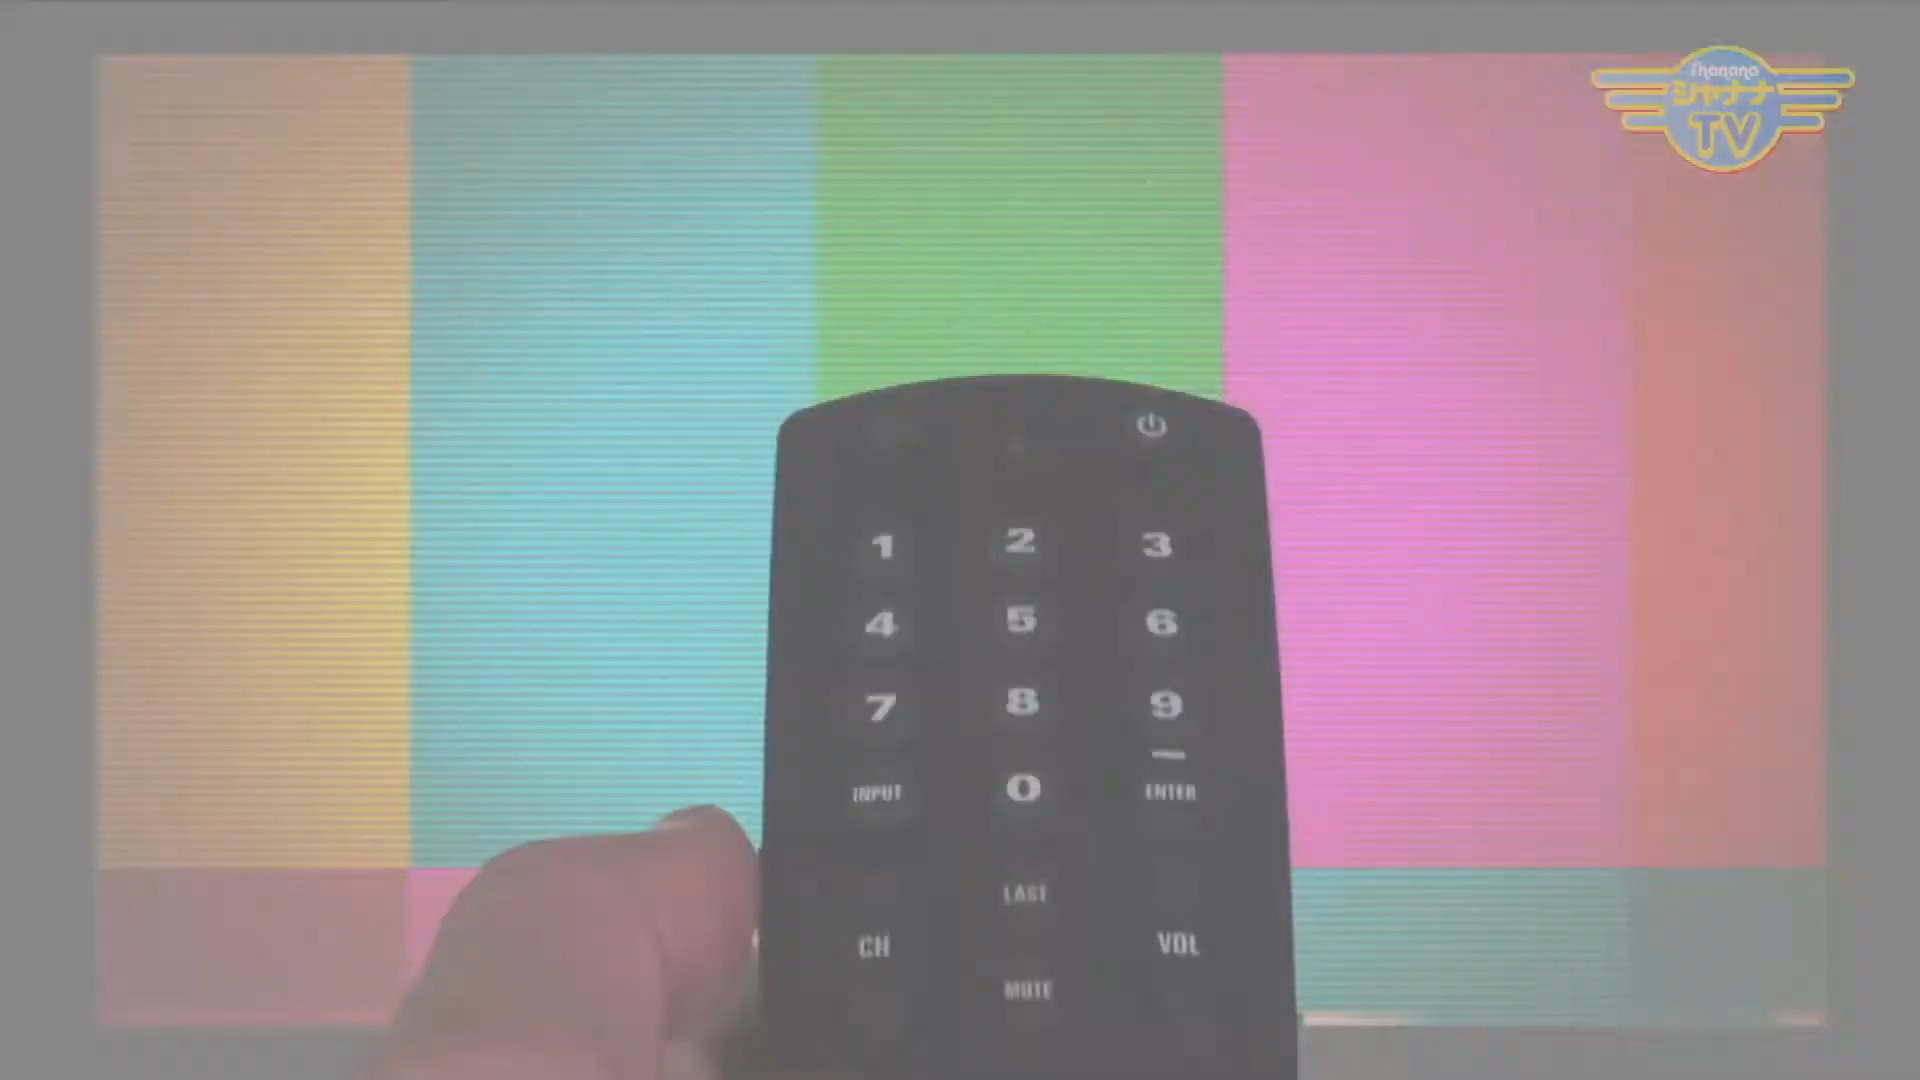 Shanana
シャナナ
TV
1 2 3
4 5 6
7 8 9
INPUT 0 ENTER
LAST
CH VOL
MUTE